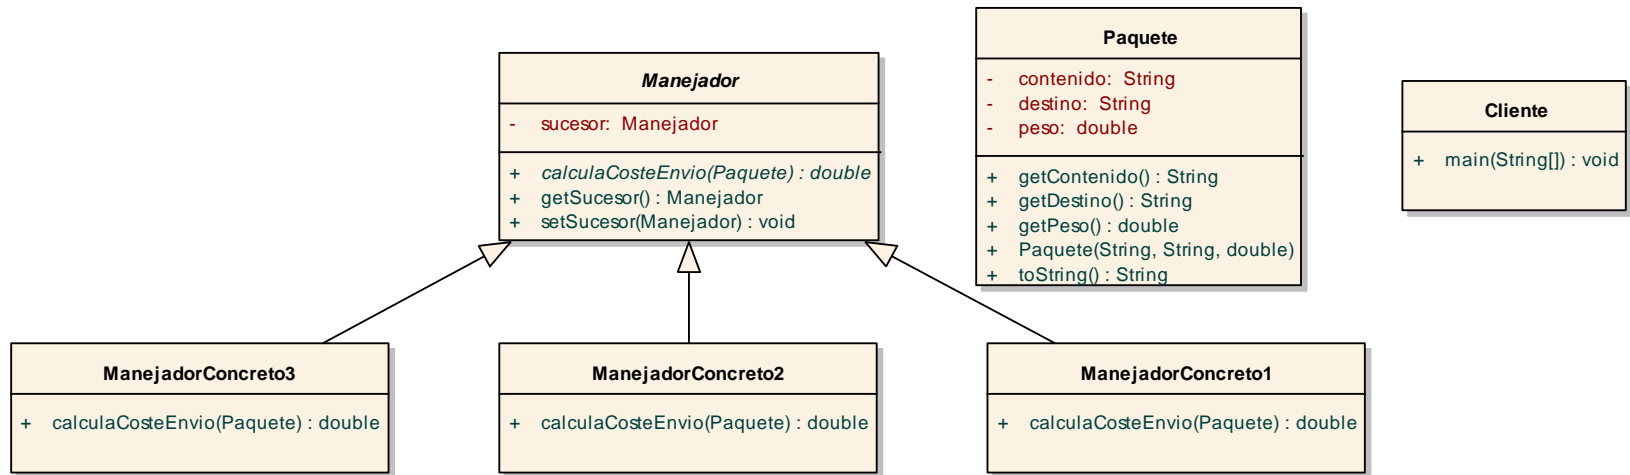 Manejador
- sucesor: Manejador
+ calculaCosteEnvio(Paquete) : double
+ getSucesor() : Manejador
+ setSucesor(Manejador) : void
Paquete
- contenido: String
- destino: String
- peso: double
+ getContenido() : String
+ getDestino() : String
+ getPeso() : double
+ Paquete(String, String, double)
+ toString() : String
Cliente
+ main(String[]) : void
ManejadorConcreto3
+ calculaCosteEnvio(Paquete) : double
ManejadorConcreto2
+ calculaCosteEnvio(Paquete) : double
ManejadorConcreto1
+ calculaCosteEnvio(Paquete) : double